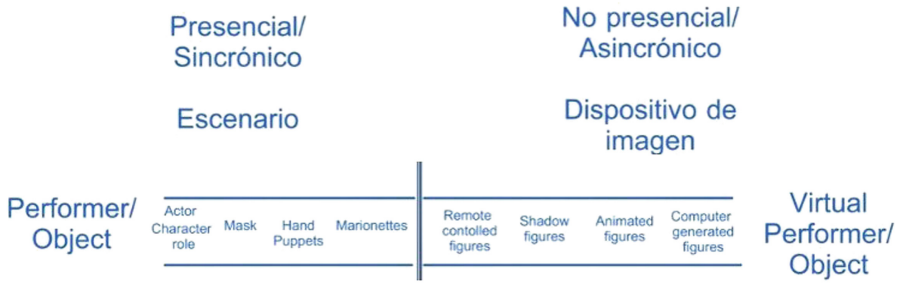 Presencial/
Sincrónico
No presencial/
Asincrónico
Escenario
Dispositivo de
imagen
Performer/
Object
Actor
Character
role
Mask
Hand
Puppets
Marionettes
Remote
contolled
figures
Shadow
figures
Animated
figures
Computer
generated
figures
Virtual
Performer/
Object